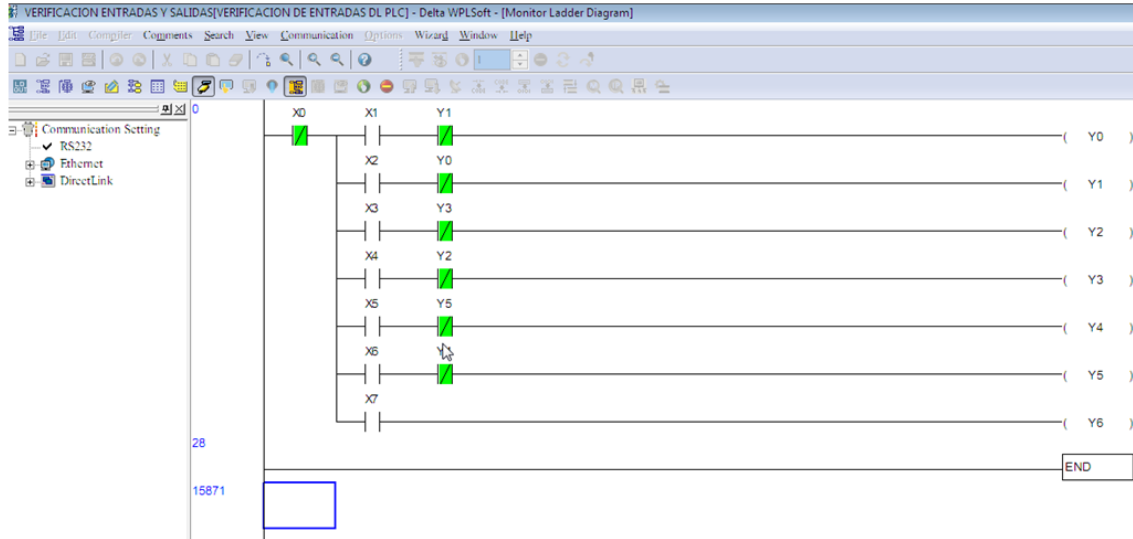 VERIFICACION ENTRADAS Y SALIDAS[VERIFICACION DE ENTRADAS DL PLC] - Delta WPLSoft - [Monitor Ladder Diagram]
File Edit Compiler Comments Search View Communication Options Wizard Window Help
1
Communication Setting
RS232
Ethernet
DirectLink
0
X0 X1 Y1
Y0
X2 Y0
Y1
X3 Y3
Y2
X4 Y2
Y3
X5 Y5
Y4
X6
Y5
X7
Y6
28
END
15871